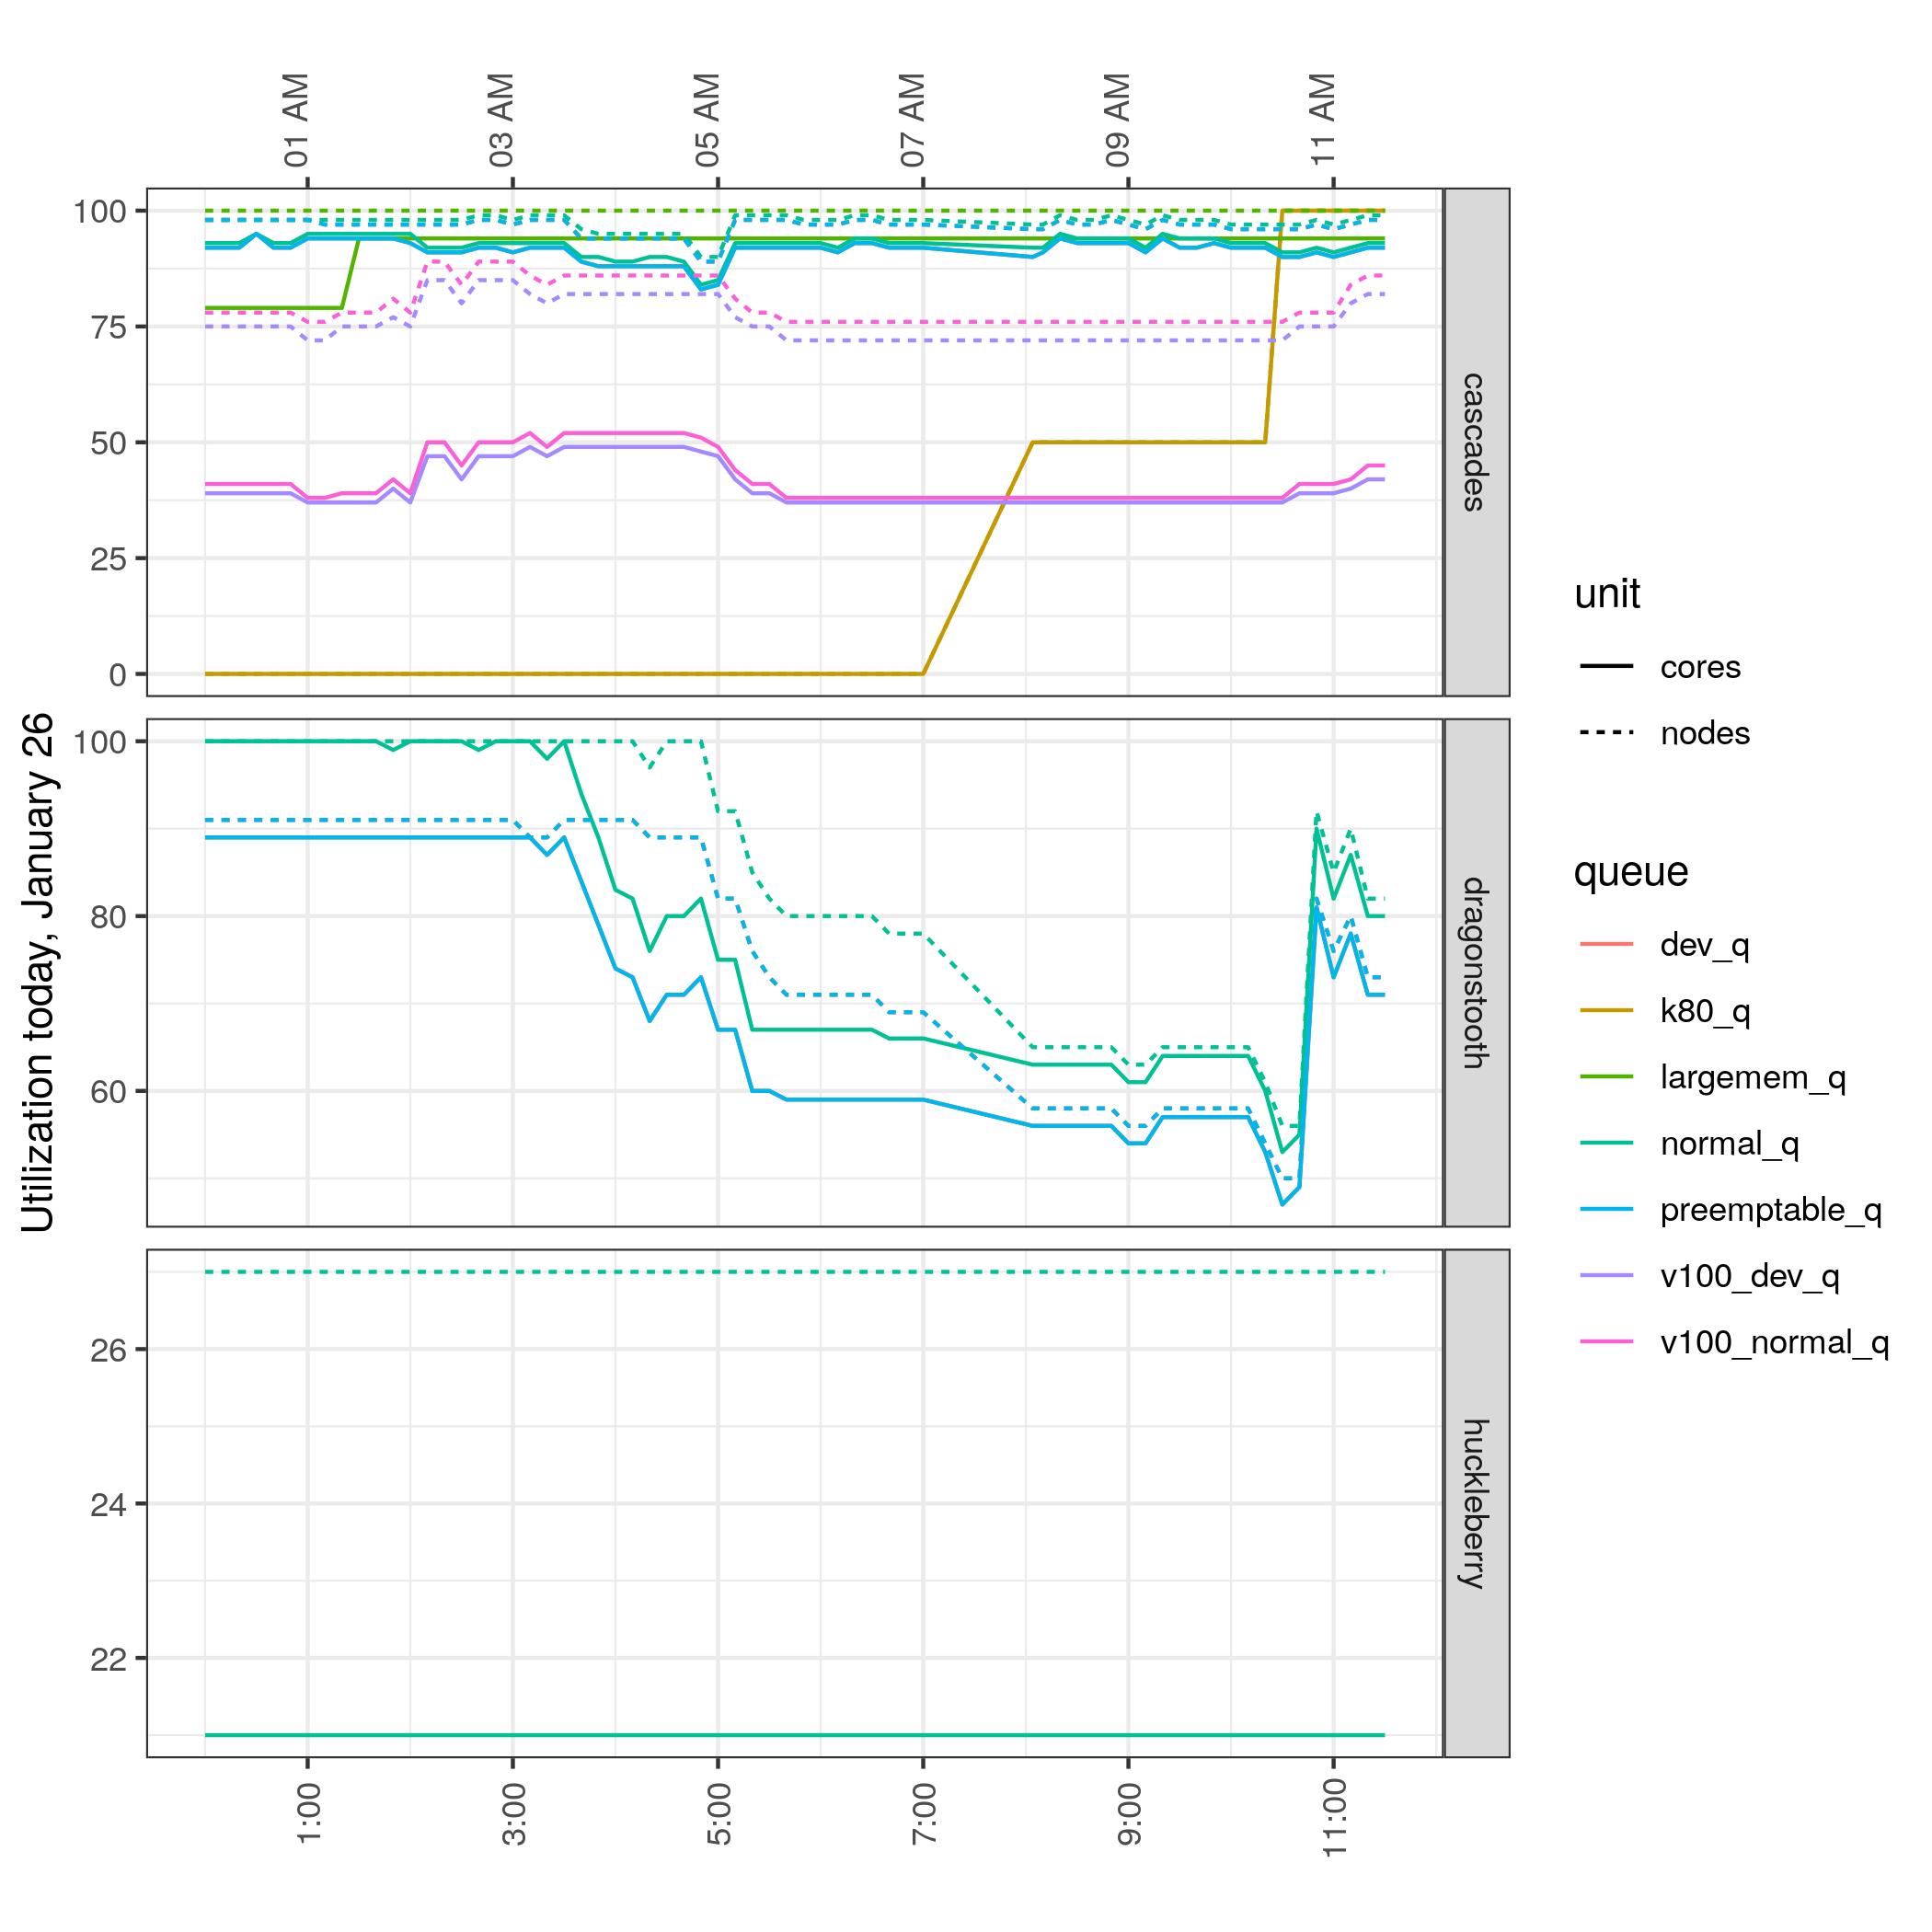 01 AM
03 AM
05 AM
07 AM
09 AM
11 AM
Utilization today, January 26
100
75
50
25
0
cascades
100
80
60
dragonstooth
26
24
22
huckleberry
1:00
3:00
5:00
7:00
9:00
11:00
unit
cores
nodes
queue
dev_q
k80_q
largemem_q
normal_q
preemptable_q
v100_dev_q
v100_normal_q